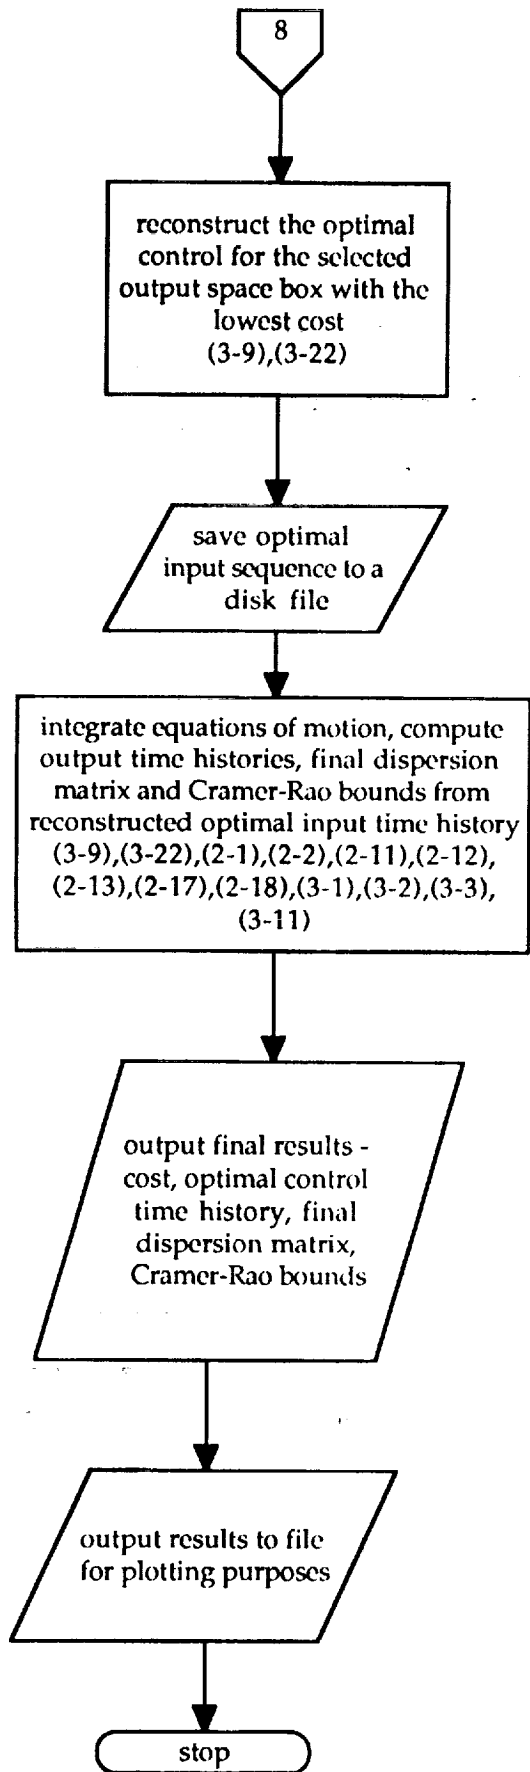 8
reconstruct the optimal
control for the selected
output space box with the
lowest cost
(3-9),(3-22)
save optimal
input sequence to a
disk file
integrate equations of motion, compute
output time histories, final dispersion
matrix and Cramer-Rao bounds from
reconstructed optimal input time history
(3-9),(3-22),(2-1),(2-2),(2-11),(2-12),
(2-13),(2-17),(2-18),(3-1),(3-2),(3-3),
(3-11)
output final results -
cost, optimal control
time history, final
dispersion matrix,
Cramer-Rao bounds
output results to file
for plotting purposes
stop